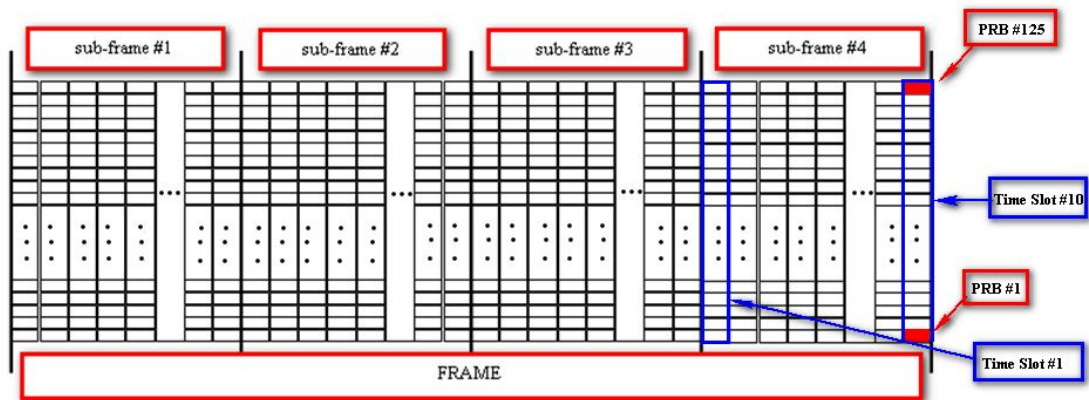 sub-frame #1
sub-frame #2
sub-frame #3
sub-frame #4
PRB #125
Time Slot #10
PRB #1
Time Slot #1
FRAME